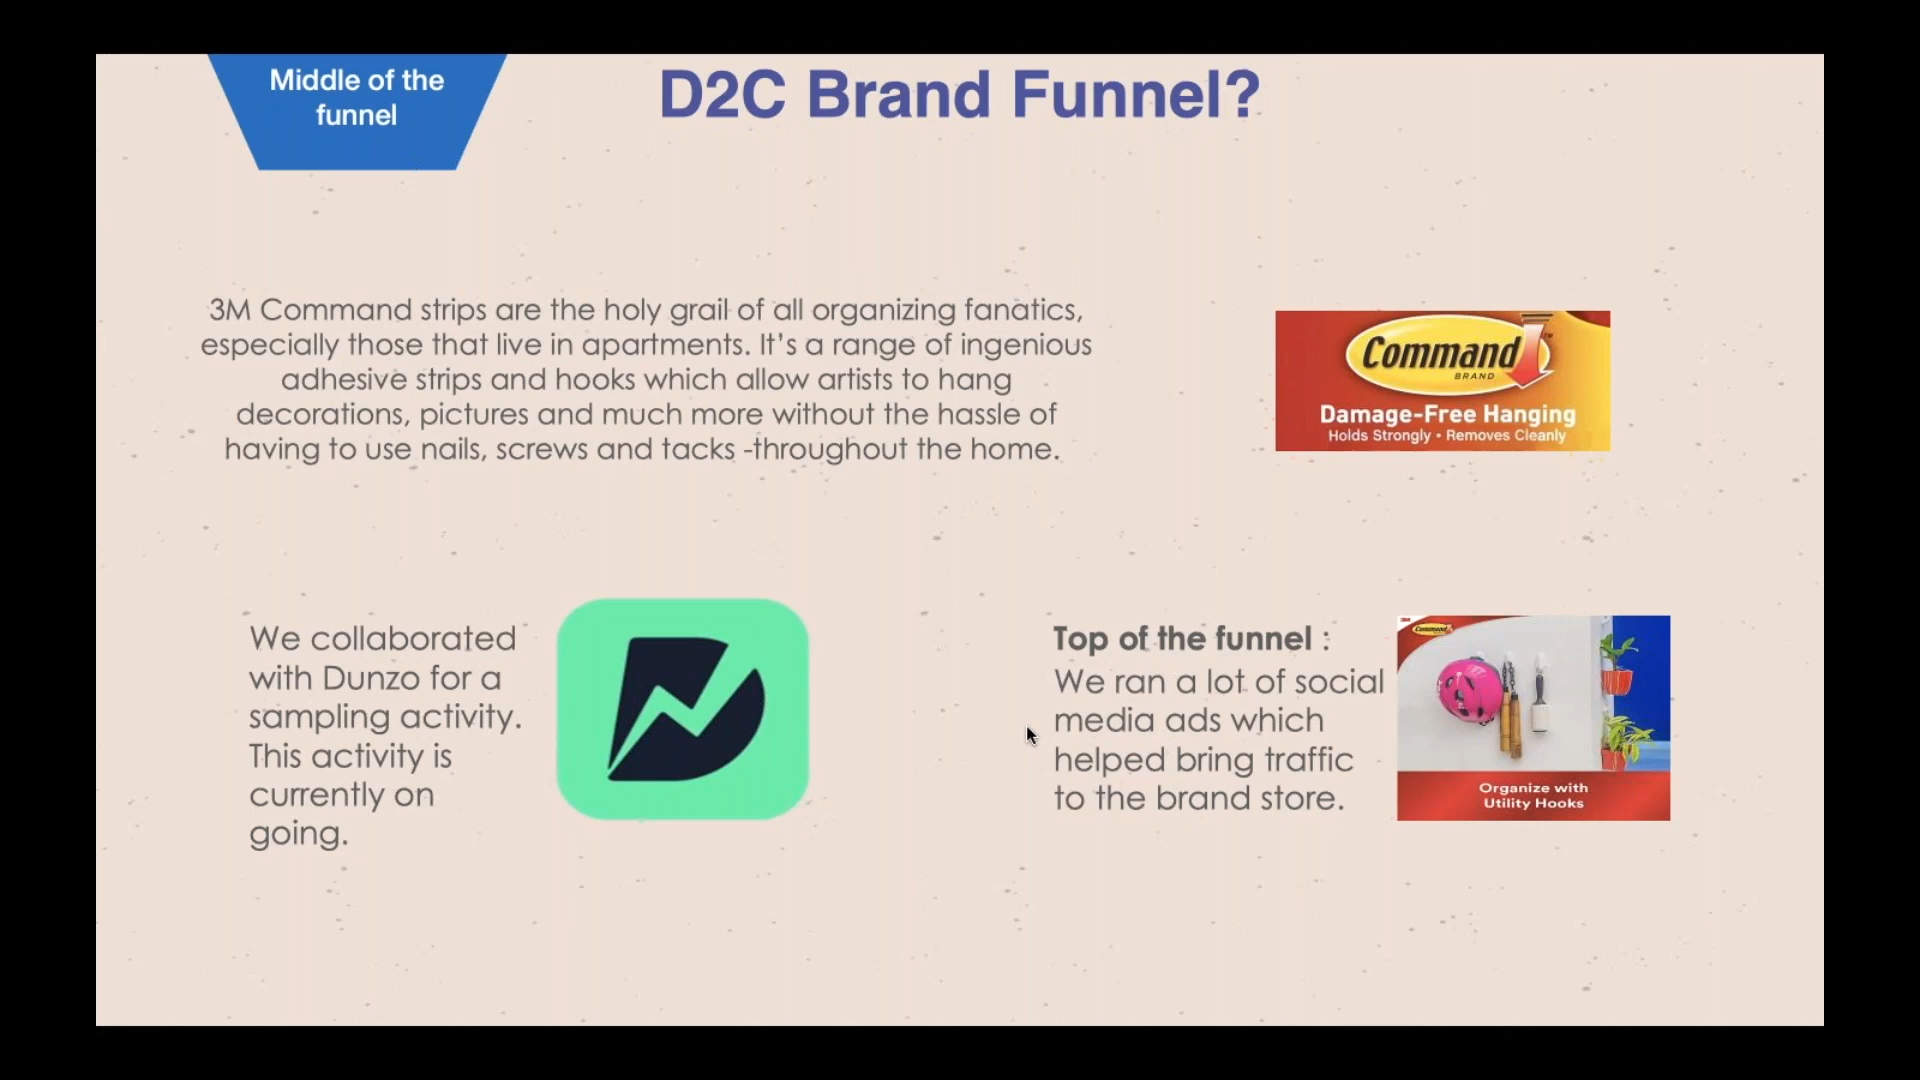 Middle of the
funnel
D2C Brand Funnel?
3M Command strips are the holy grail of all organizing fanatics,
especially those that live in apartments. It's a range of ingenious
adhesive strips and hooks which allow artists to hang
decorations, pictures and much more without the hassle of
having to use nails, screws and tacks -throughout the home.
Command
BRAND
Damage-Free Hanging
Holds Strongly • Removes Cleanly
We collaborated
with Dunzo for a
sampling activity.
This activity is
currently on
going.
Top of the funnel :
We ran a lot of social
media ads which
helped bring traffic
to the brand store.
3M
Command
Organize with
Utility Hooks